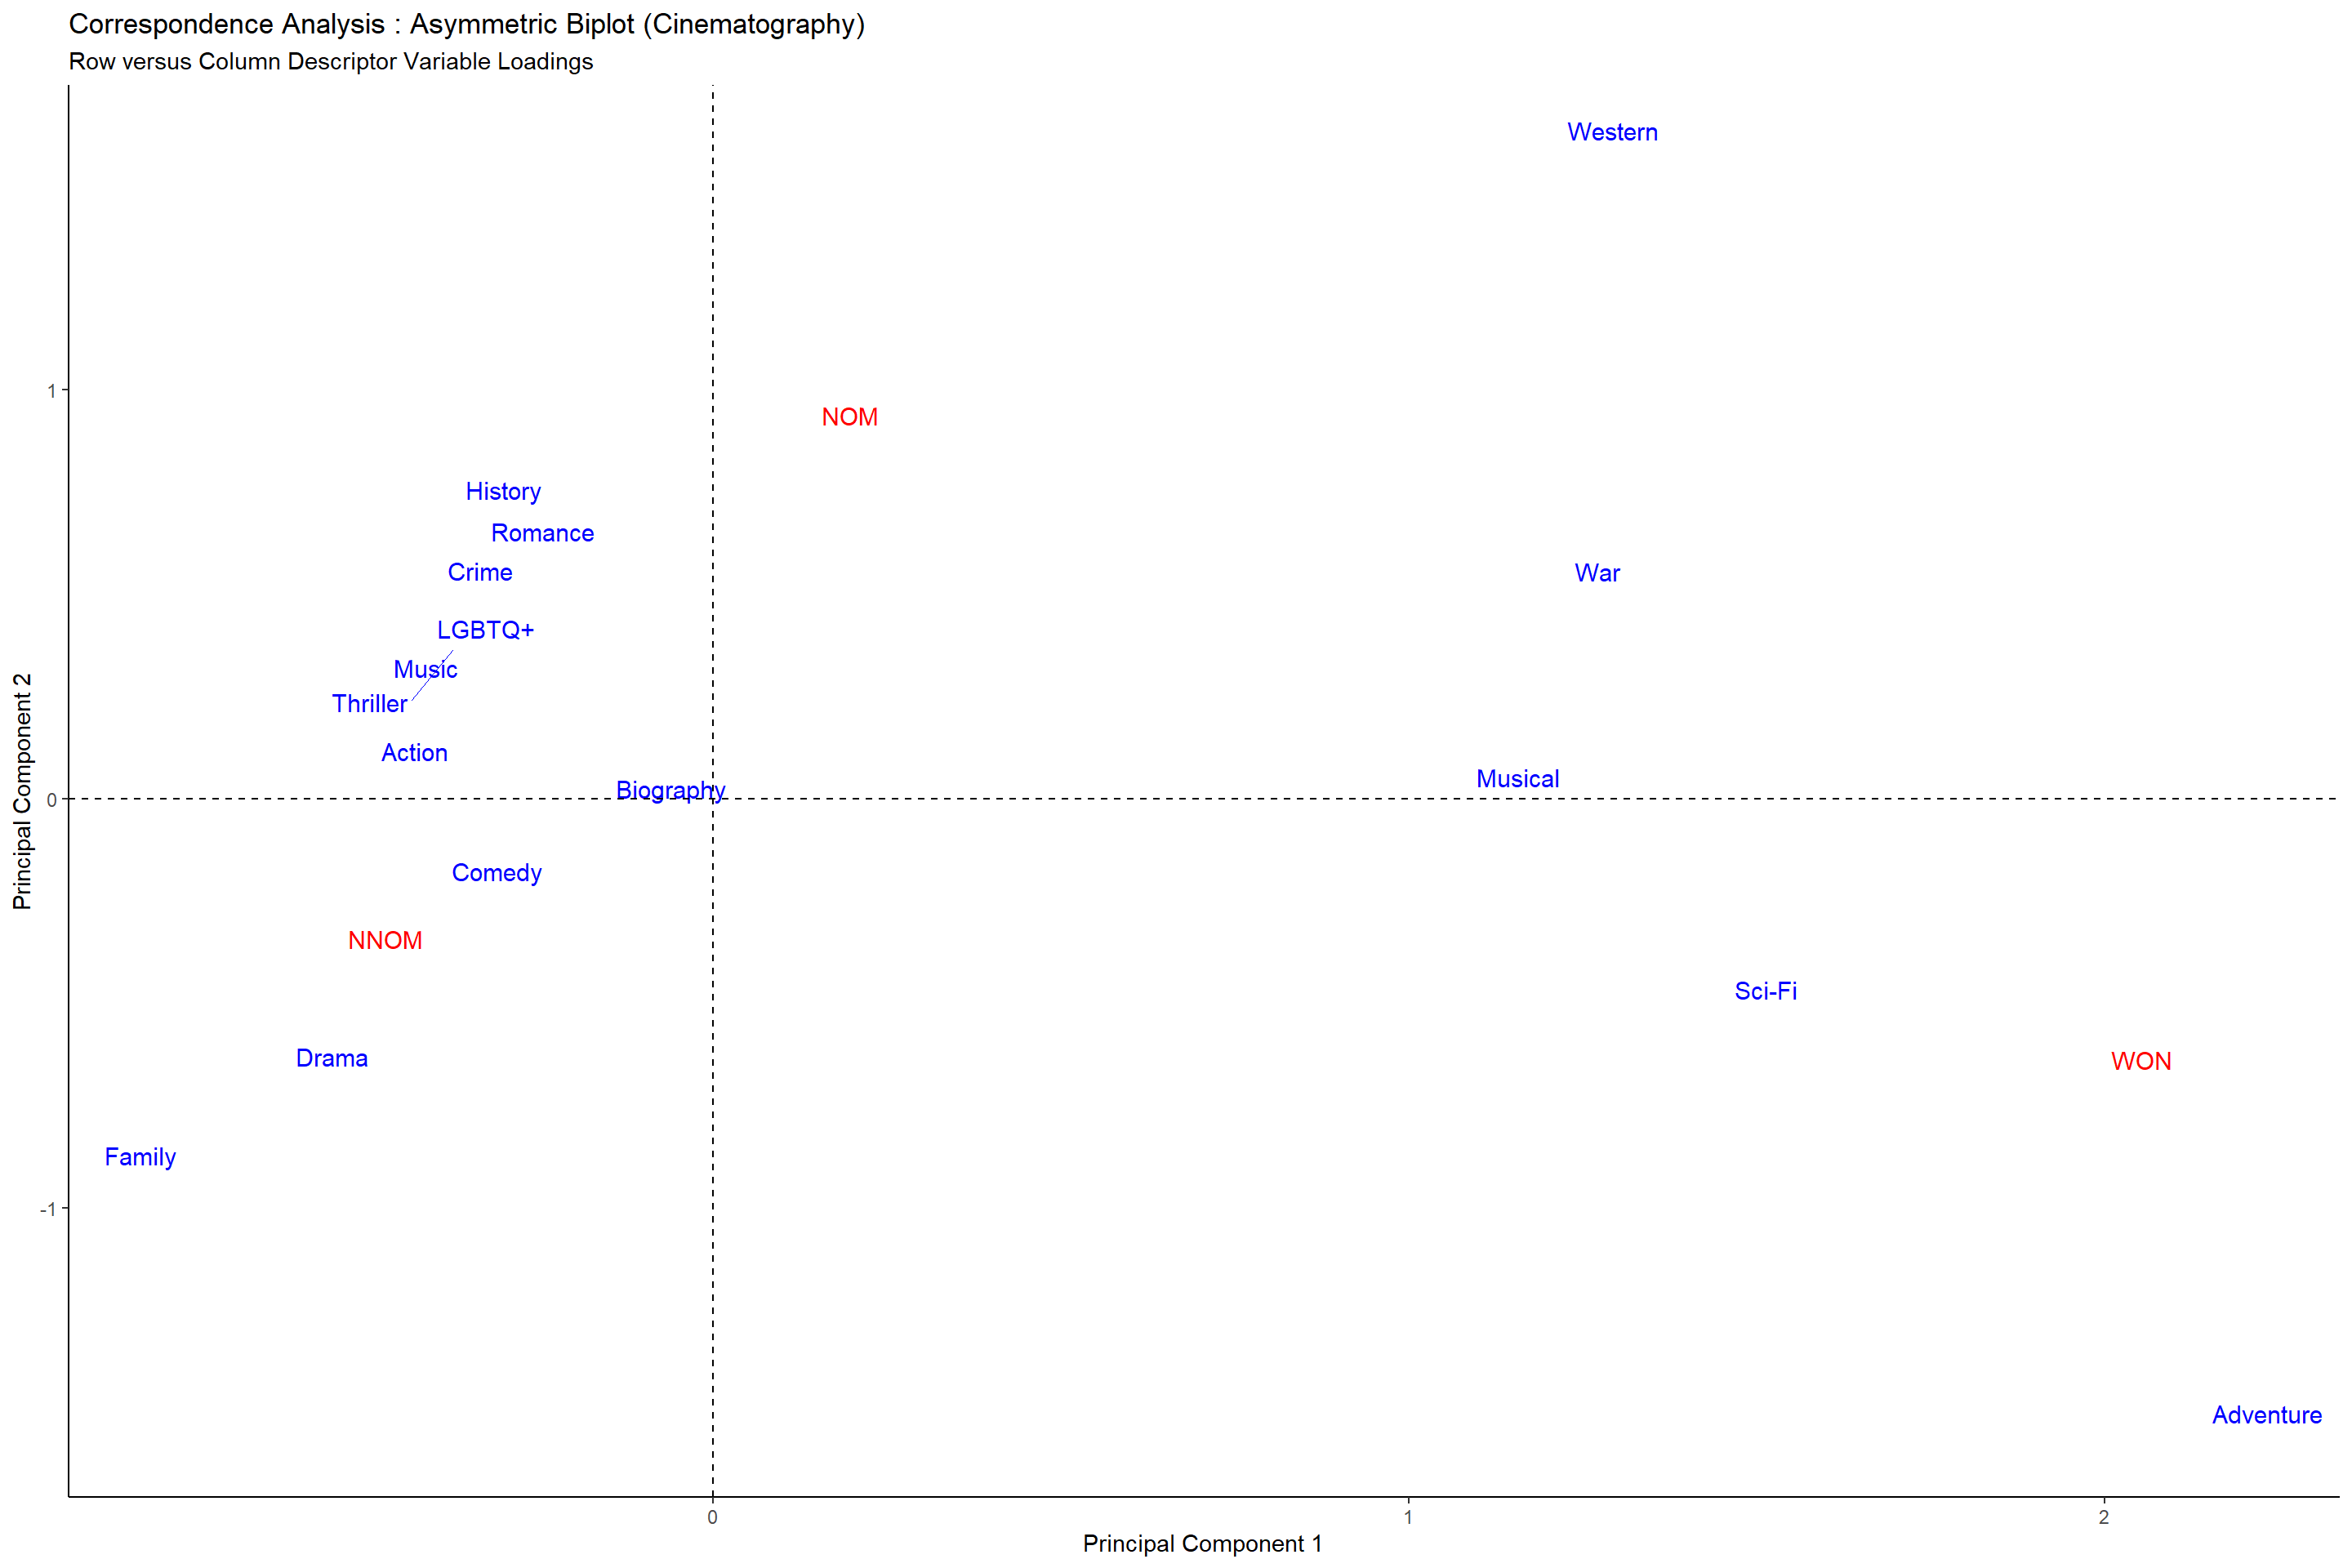 Correspondence Analysis : Asymmetric Biplot (Cinematography)
Row versus Column Descriptor Variable Loadings
Western
1
NOM
History
Romance
Crime
War
LGBTQ+
Music
Thriller
Action
Musical
Biography
0
Comedy
NNOM
Sci-Fi
Drama
WON
Family
-1
Adventure
Principal Component 2
0
1
2
Principal Component 1